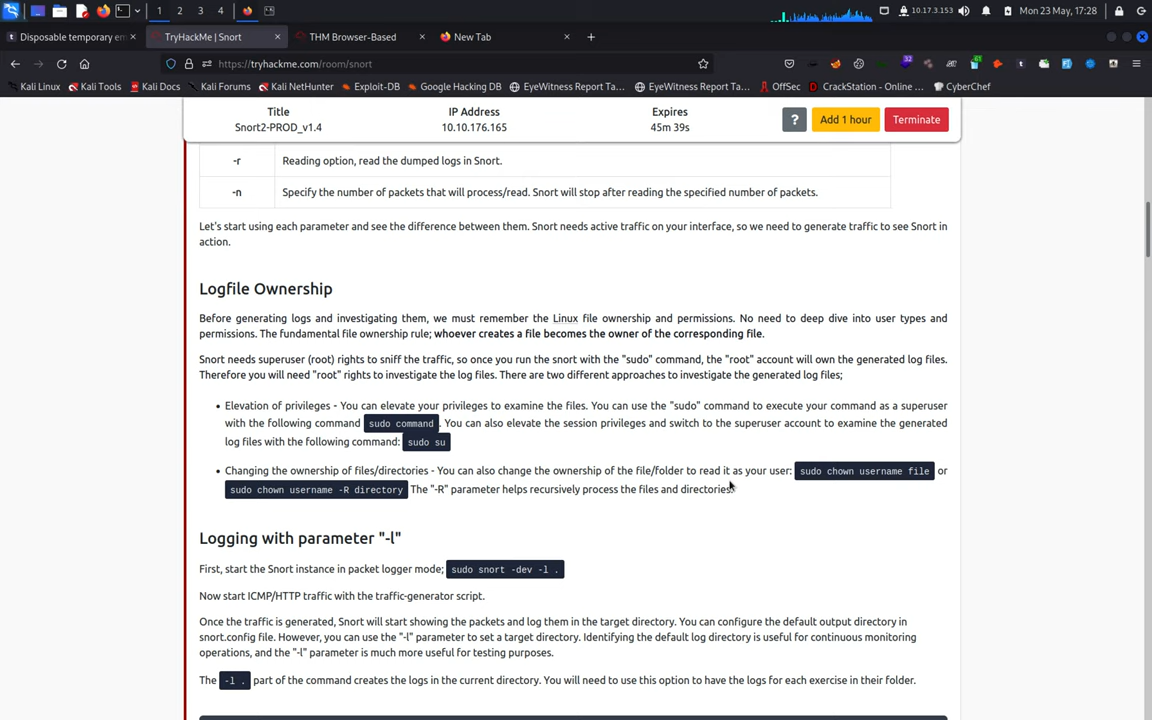 1 2 3 4 10.17.3.153 Mon 23 May, 17:28
Disposable temporary em
TryHackMe | Snort
THM Browser-Based
New Tab
https://tryhackme.com/room/snort
Kali Linux Kali Tools Kali Docs Kali Forums Kali NetHunter Exploit-DB Google Hacking DB EyeWitness Report Ta... EyeWitness Report Ta... OffSec CrackStation - Online ... CyberChef
Title IP Address Expires
Snort2-PROD_v1.4 10.10.176.165 45m 39s
? Add 1 hour Terminate
-r Reading option, read the dumped logs in Snort.
-n Specify the number of packets that will process/read. Snort will stop after reading the specified number of packets.
Let's start using each parameter and see the difference between them. Snort needs active traffic on your interface, so we need to generate traffic to see Snort in
action.
Logfile Ownership
Before generating logs and investigating them, we must remember the Linux file ownership and permissions. No need to deep dive into user types and
permissions. The fundamental file ownership rule; whoever creates a file becomes the owner of the corresponding file.
Snort needs superuser (root) rights to sniff the traffic, so once you run the snort with the "sudo" command, the "root" account will own the generated log files.
Therefore you will need "root" rights to investigate the log files. There are two different approaches to investigate the generated log files;
• Elevation of privileges - You can elevate your privileges to examine the files. You can use the "sudo" command to execute your command as a superuser
with the following command sudo command. You can also elevate the session privileges and switch to the superuser account to examine the generated
log files with the following command: sudo su
• Changing the ownership of files/directories - You can also change the ownership of the file/folder to read it as your user: sudo chown username file or
sudo chown username -R directory The "-R" parameter helps recursively process the files and directories.
Logging with parameter "-l"
First, start the Snort instance in packet logger mode; sudo snort -dev -l .
Now start ICMP/HTTP traffic with the traffic-generator script.
Once the traffic is generated, Snort will start showing the packets and log them in the target directory. You can configure the default output directory in
snort.config file. However, you can use the "-l" parameter to set a target directory. Identifying the default log directory is useful for continuous monitoring
operations, and the "-l" parameter is much more useful for testing purposes.
The -l . part of the command creates the logs in the current directory. You will need to use this option to have the logs for each exercise in their folder.